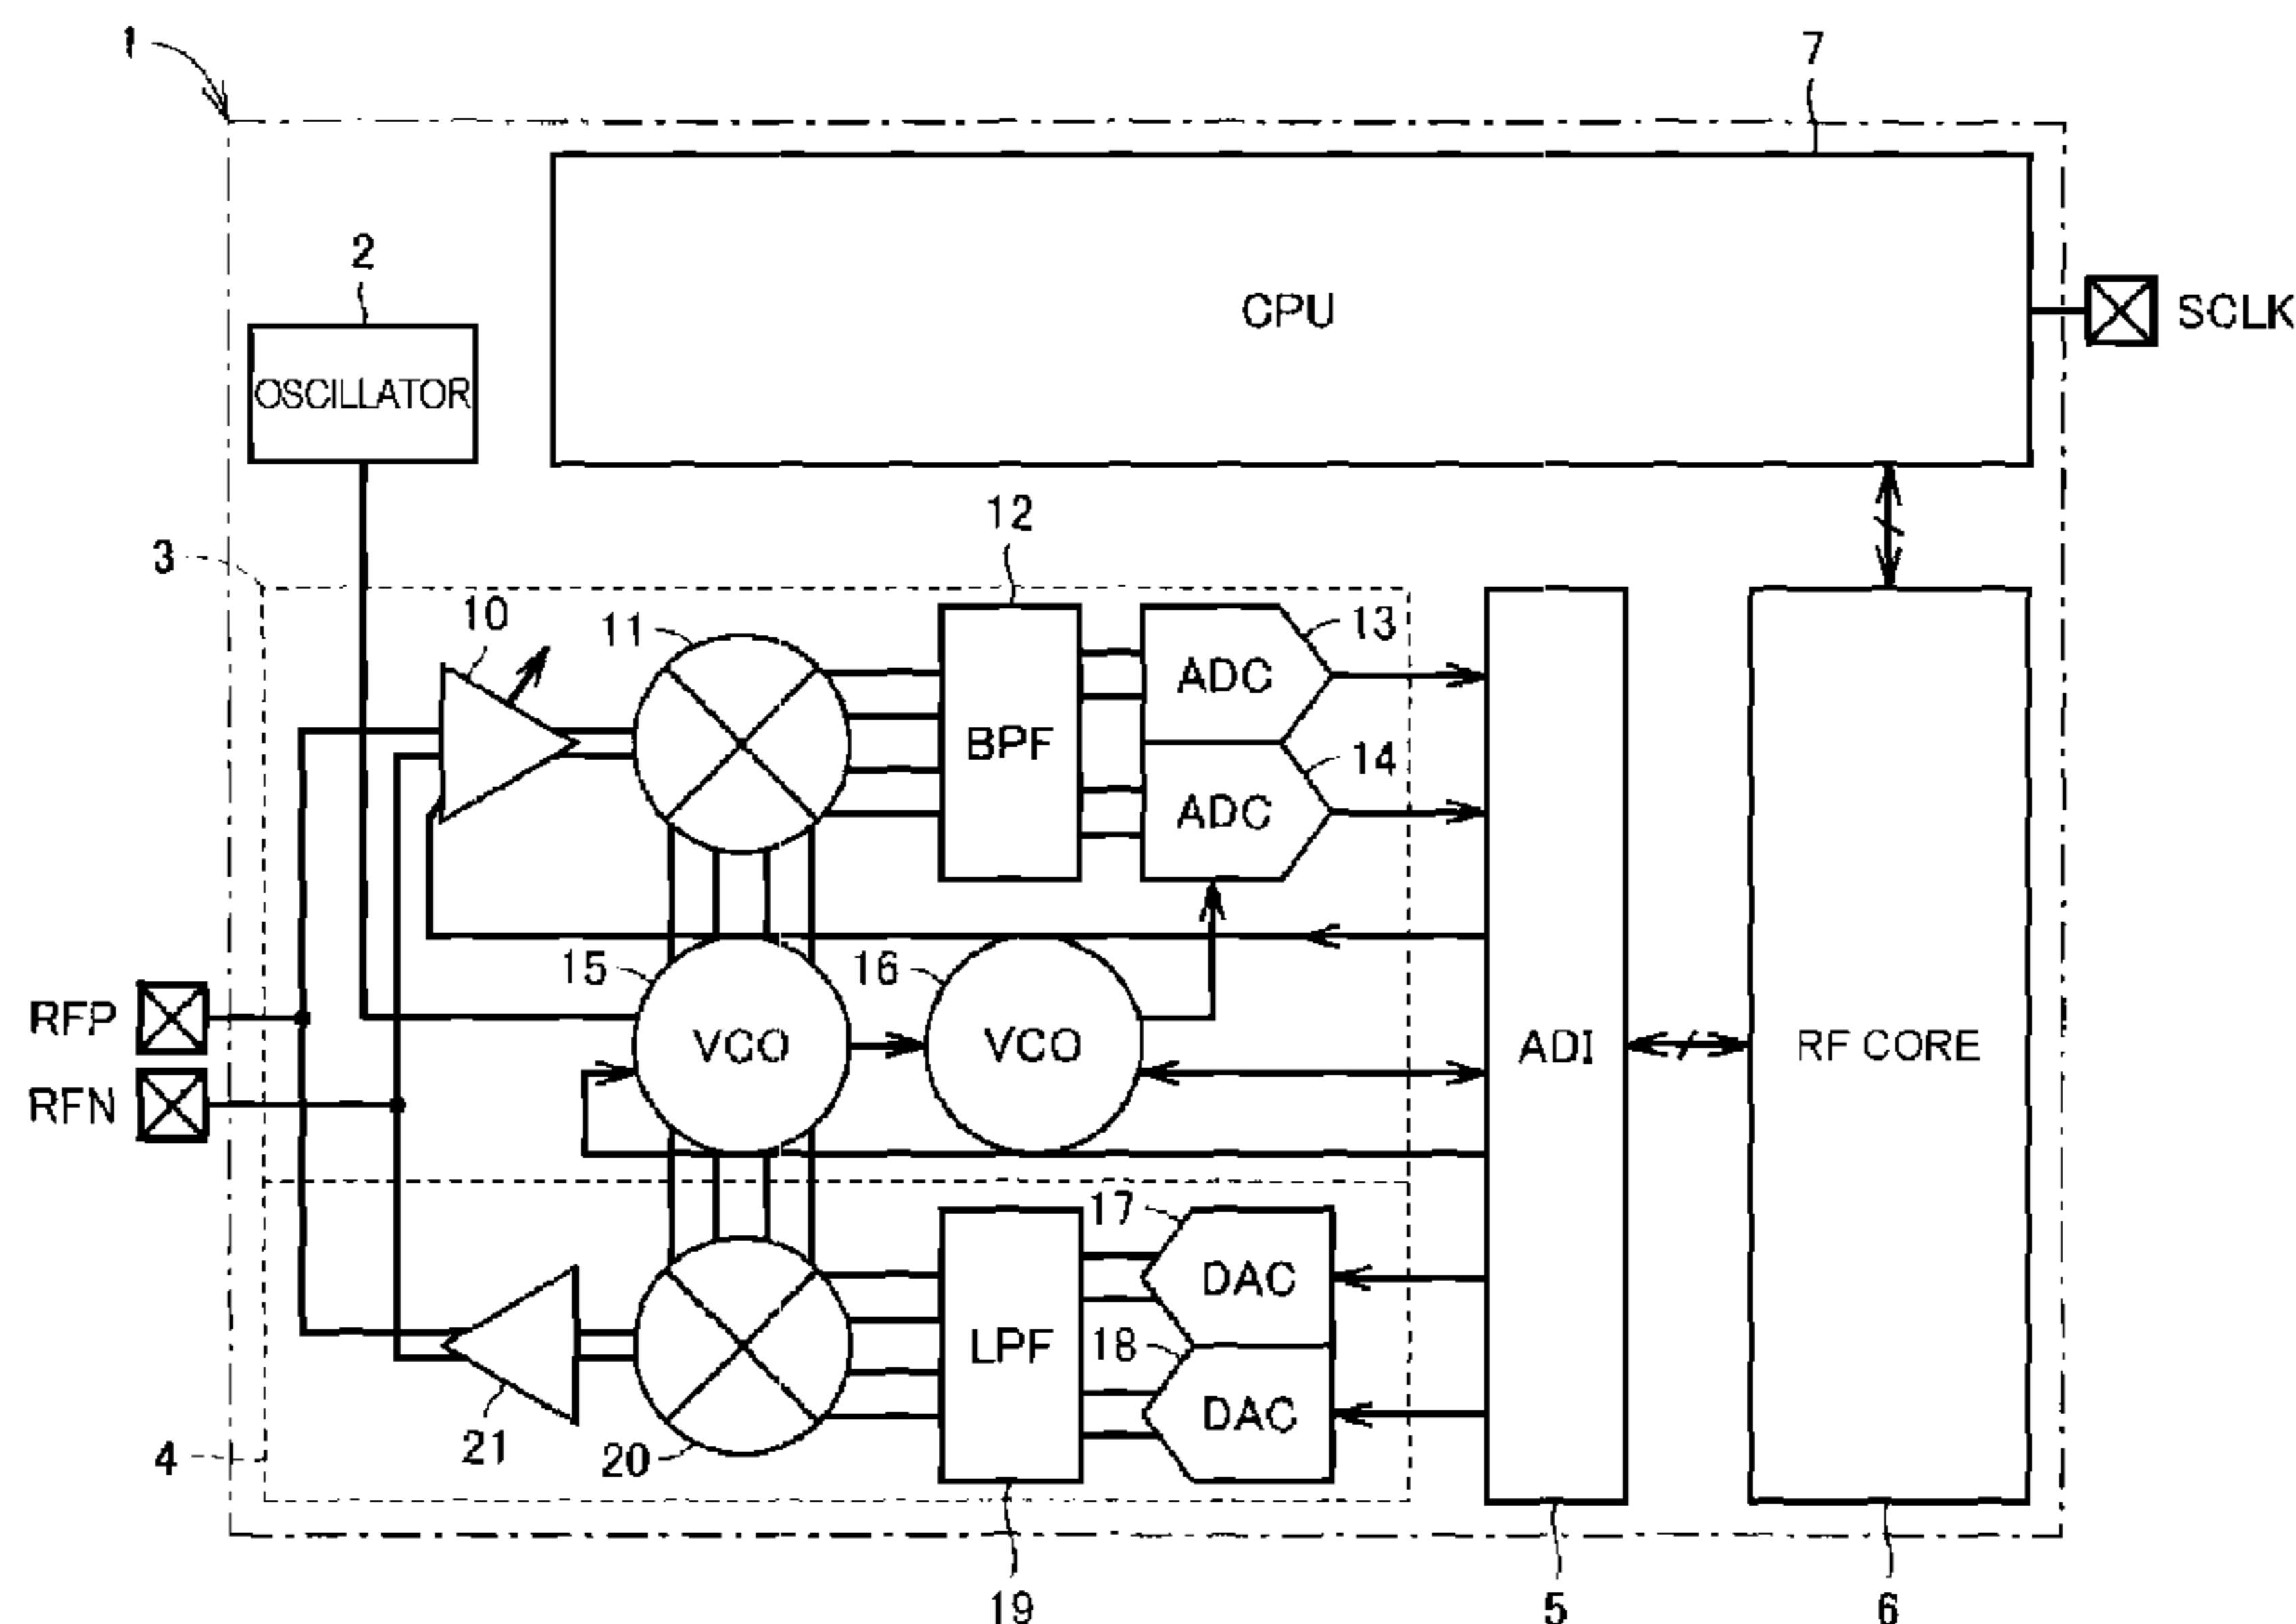 1
7
CPU
SCLK
2
OSCILLATOR
3
12
10
11
13
ADC
BPF
14
ADC
15
16
RFP
VCO
VCO
ADI
RF CORE
RFN
17
DAC
18
LPF
DAC
4
21
20
19
5
6